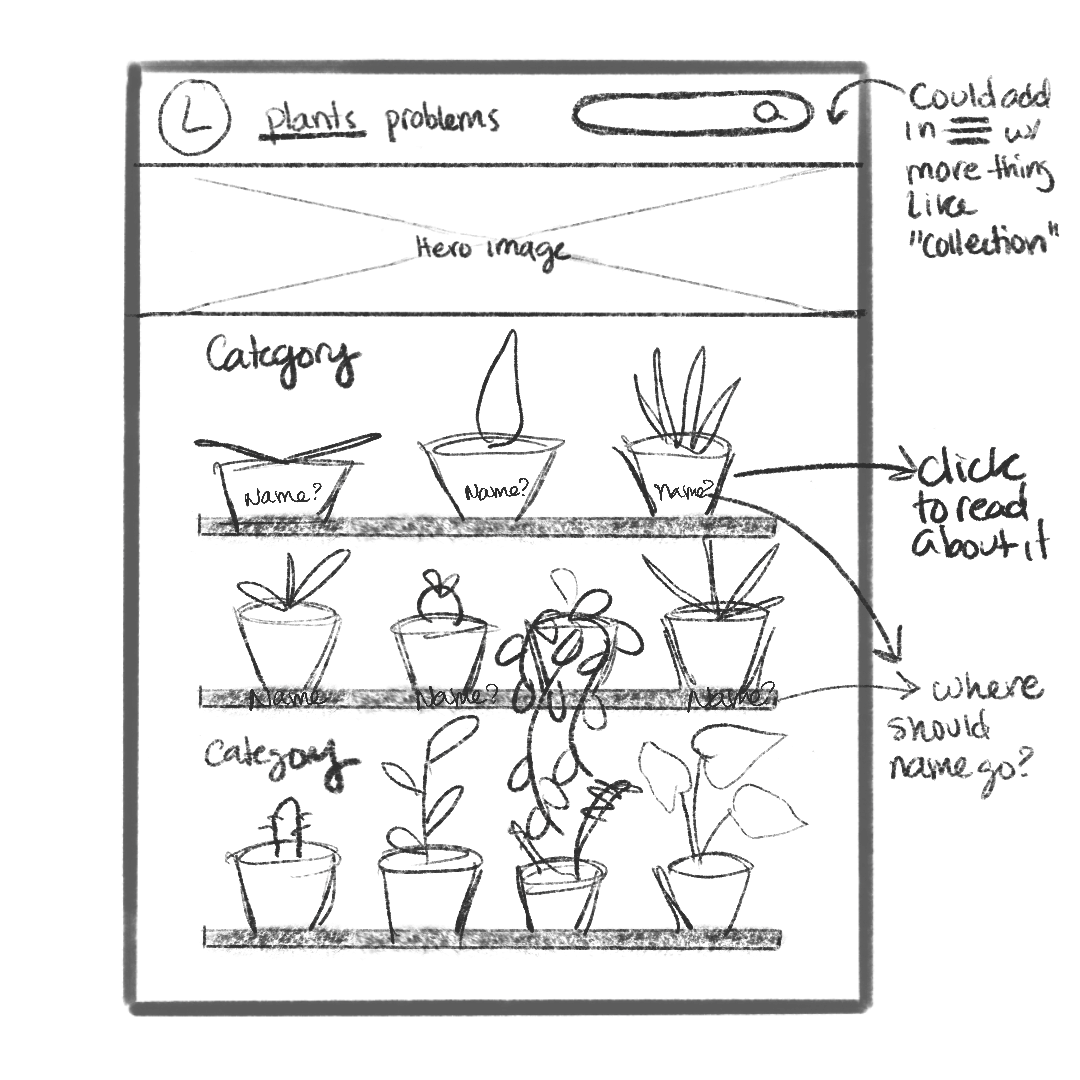 L plants problems
Could add
in ☰ w/
more thing
like
"collection"
Hero image
Category
Name? Name? Name?
click
to read
about it
Name Name? Name?
where
should
name go?
Category